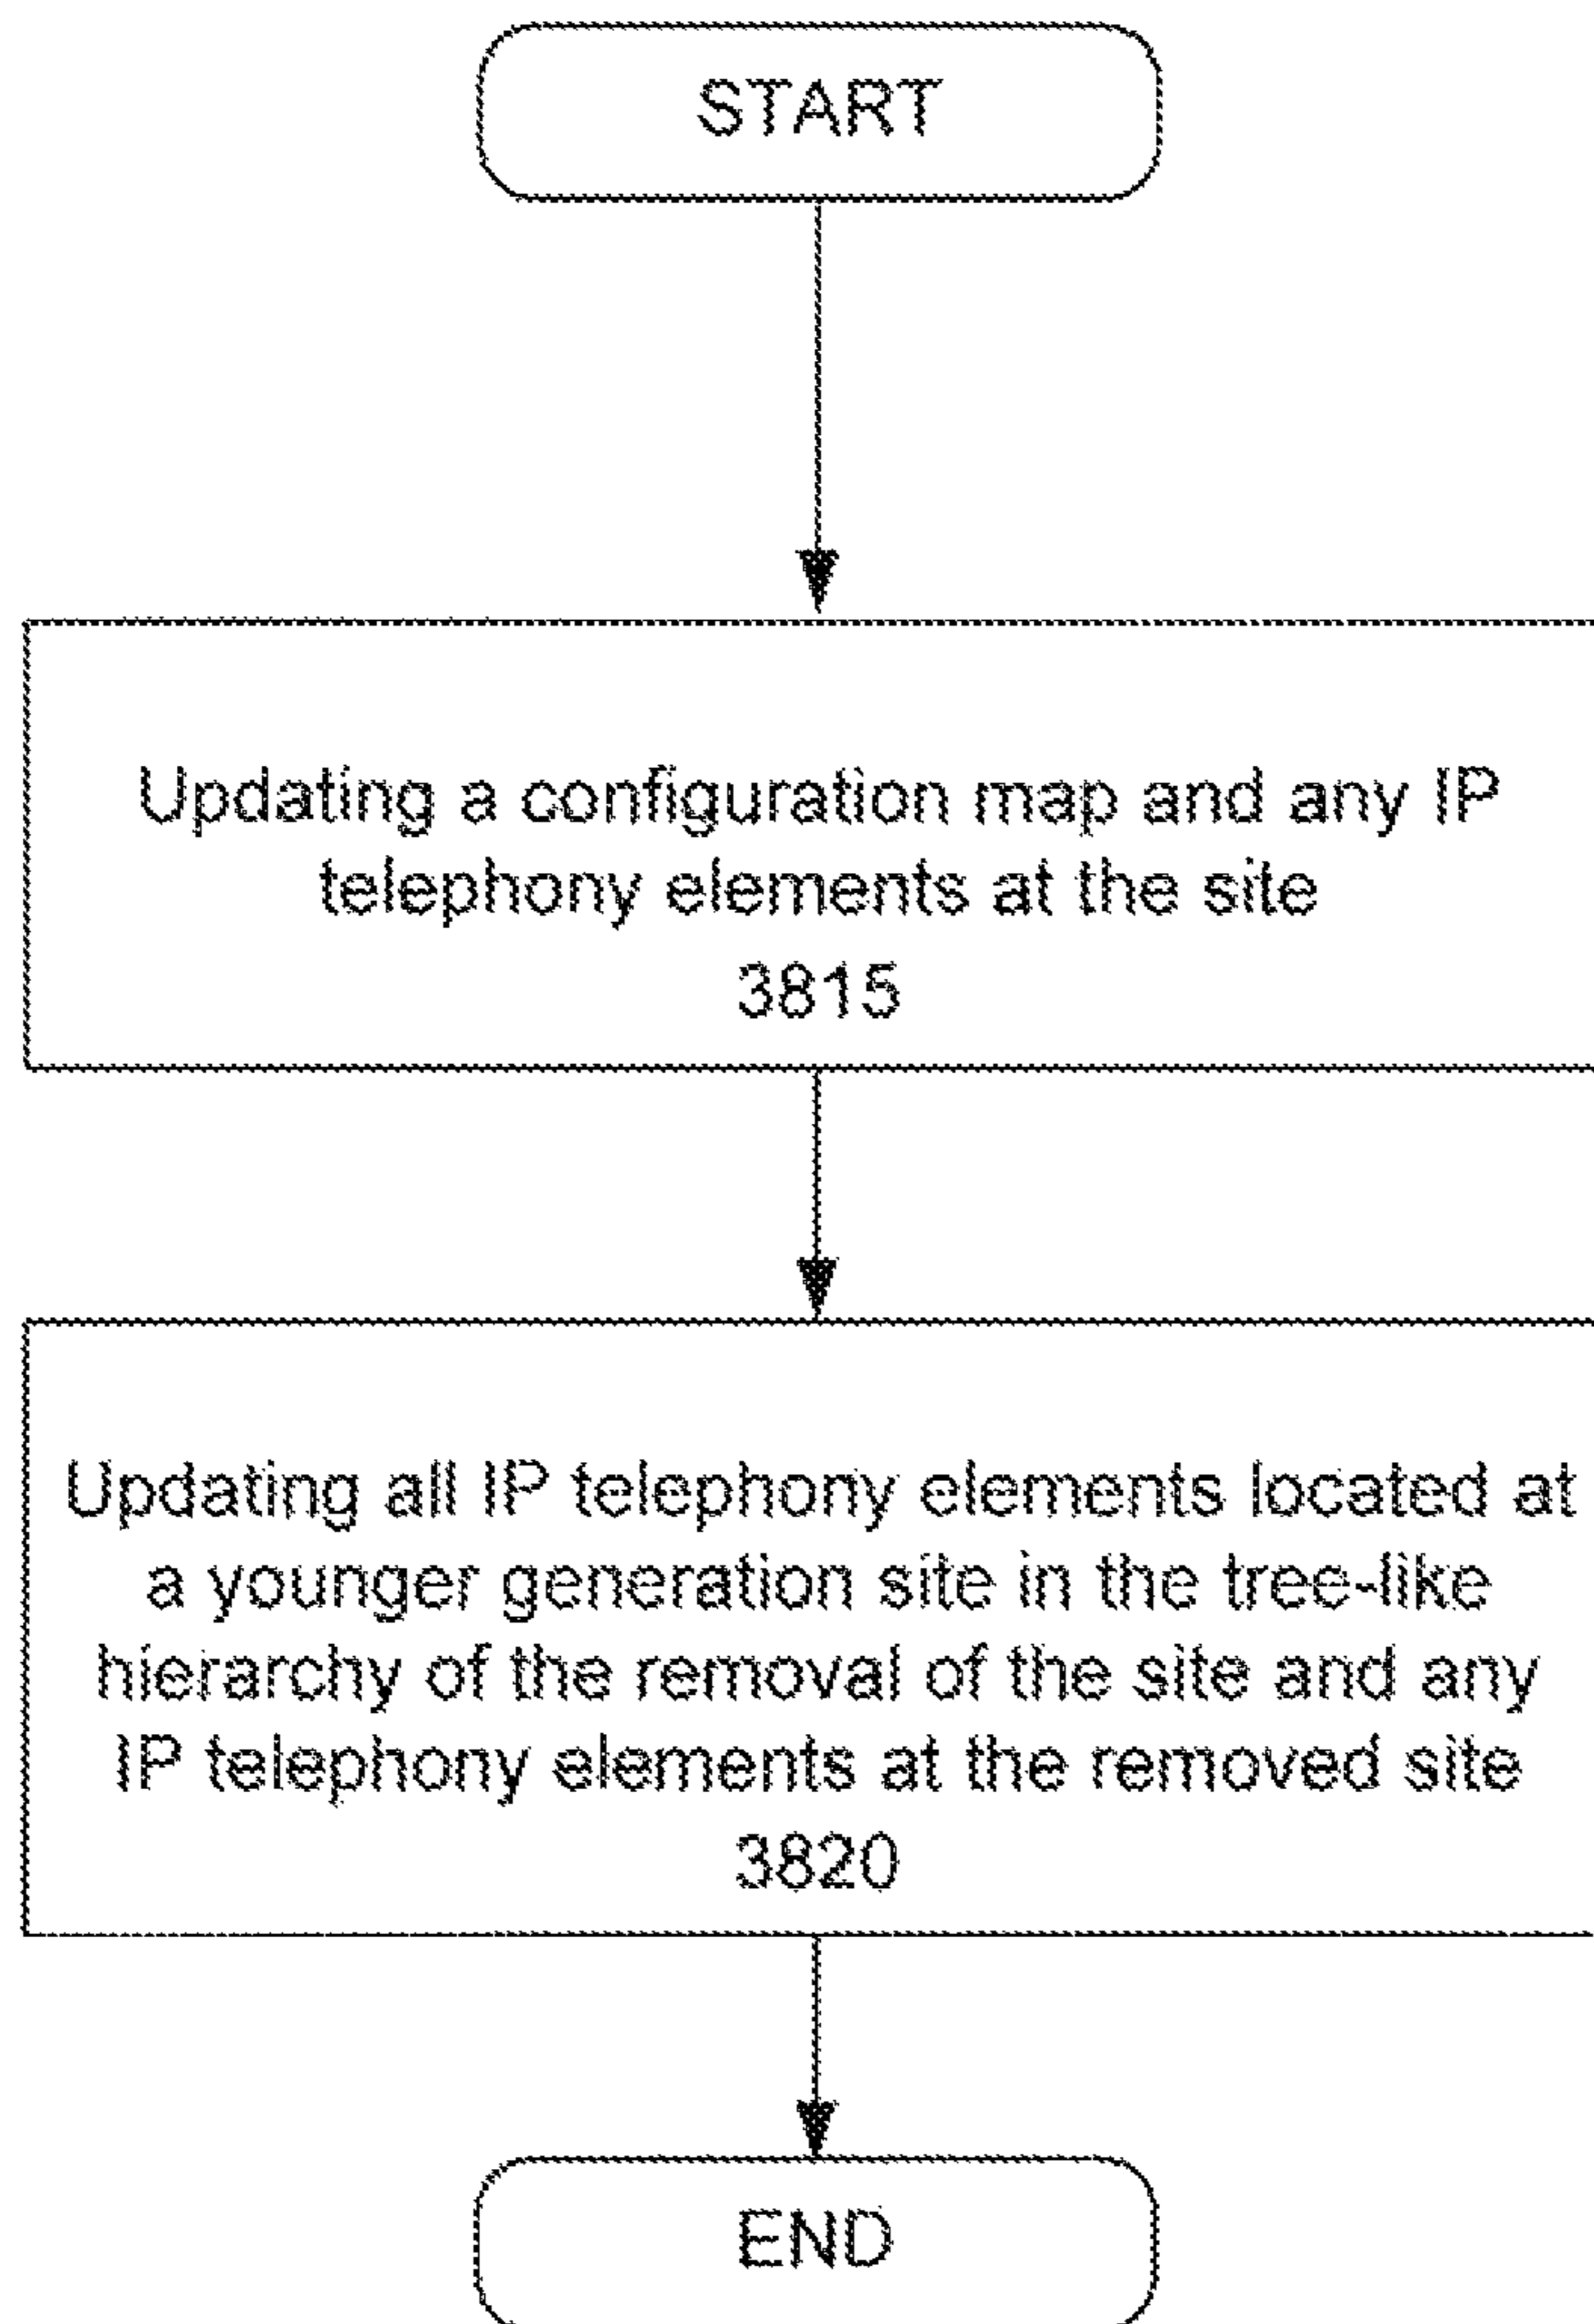 START
Updating a configuration map and any IP
telephony elements at the site
3815
Updating all IP telephony elements located at
a younger generation site in the tree-like
hierarchy of the removal of the site and any
IP telephony elements at the removed site
3820
END